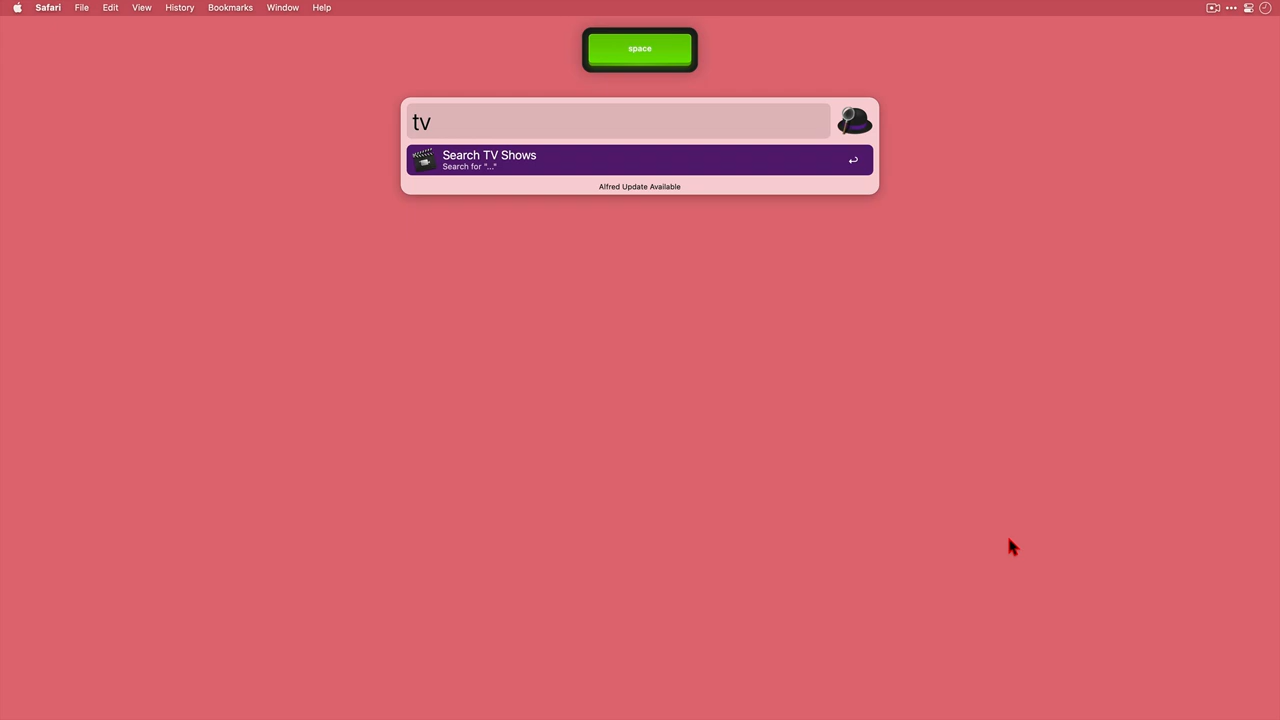 Safari File Edit View History Bookmarks Window Help
space
tv
Search TV Shows
Search for "..."
Alfred Update Available